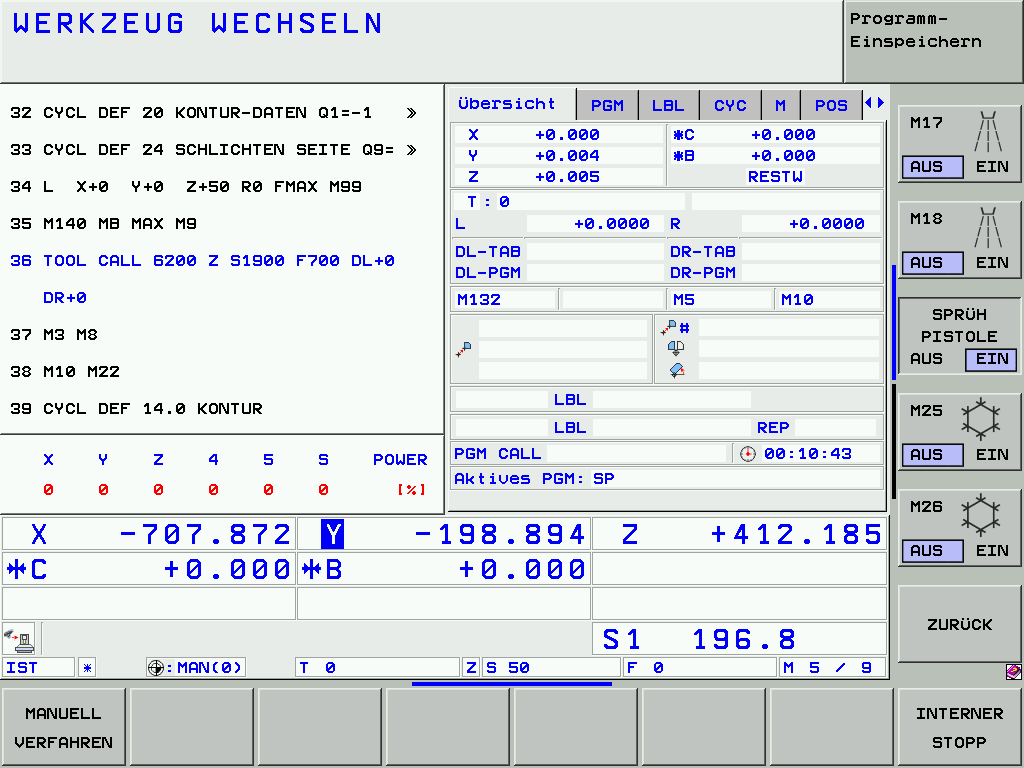 WERKZEUG WECHSELN
Programm-
Einspeichern
32 CYCL DEF 20 KONTUR-DATEN Q1=-1 »
33 CYCL DEF 24 SCHLICHTEN SEITE Q9= »
34 L X+0 Y+0 Z+50 R0 FMAX M99
35 M140 MB MAX M9
36 TOOL CALL 6200 Z S1900 F700 DL+0
DR+0
37 M3 M8
38 M10 M22
39 CYCL DEF 14.0 KONTUR
X Y Z 4 5 S POWER
0 0 0 0 0 0 [%]
Übersicht PGM LBL CYC M POS
X +0.000 *C +0.000
Y +0.004 *B +0.000
Z +0.005 RESTW
T : 0
L +0.0000 R +0.0000
DL-TAB DR-TAB
DL-PGM DR-PGM
M132 M5 M10
#
LBL
LBL REP
PGM CALL 00:10:43
Aktives PGM: SP
X -707.872 Y -198.894 Z +412.185
*C +0.000 *B +0.000
S1 196.8
IST * :MAN(0) T 0 Z S 50 F 0 M 5 / 9
M17
AUS EIN
M18
AUS EIN
SPRÜH
PISTOLE
AUS EIN
M25
AUS EIN
M26
AUS EIN
ZURÜCK
MANUELL
VERFAHREN
INTERNER
STOPP